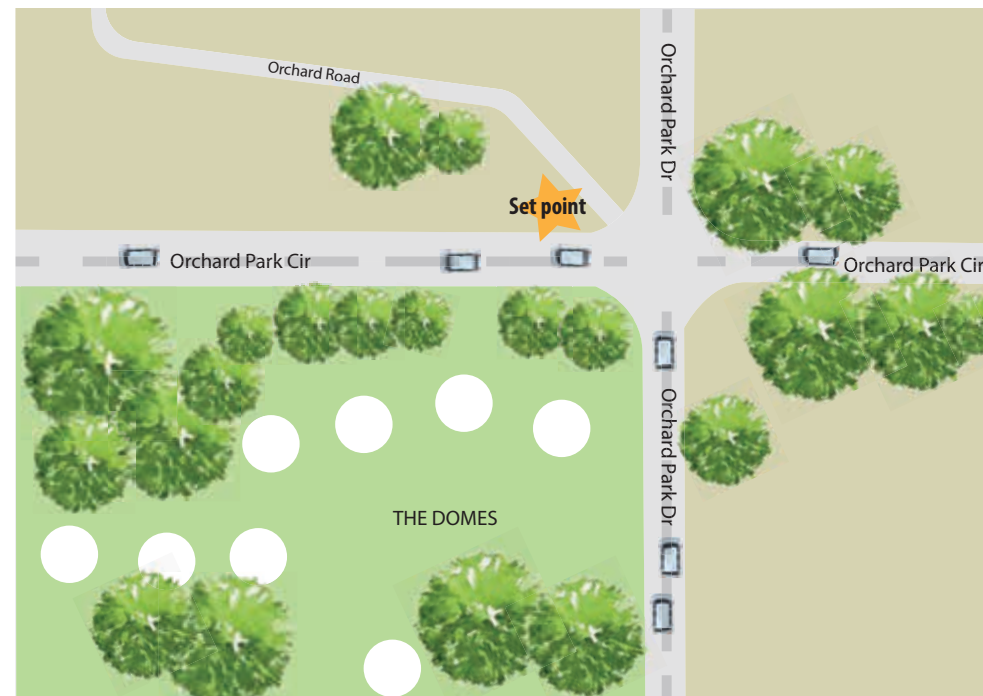 Orchard Road
Orchard Park Dr
Set point
Orchard Park Cir
Orchard Park Cir
Orchard Park Dr
THE DOMES